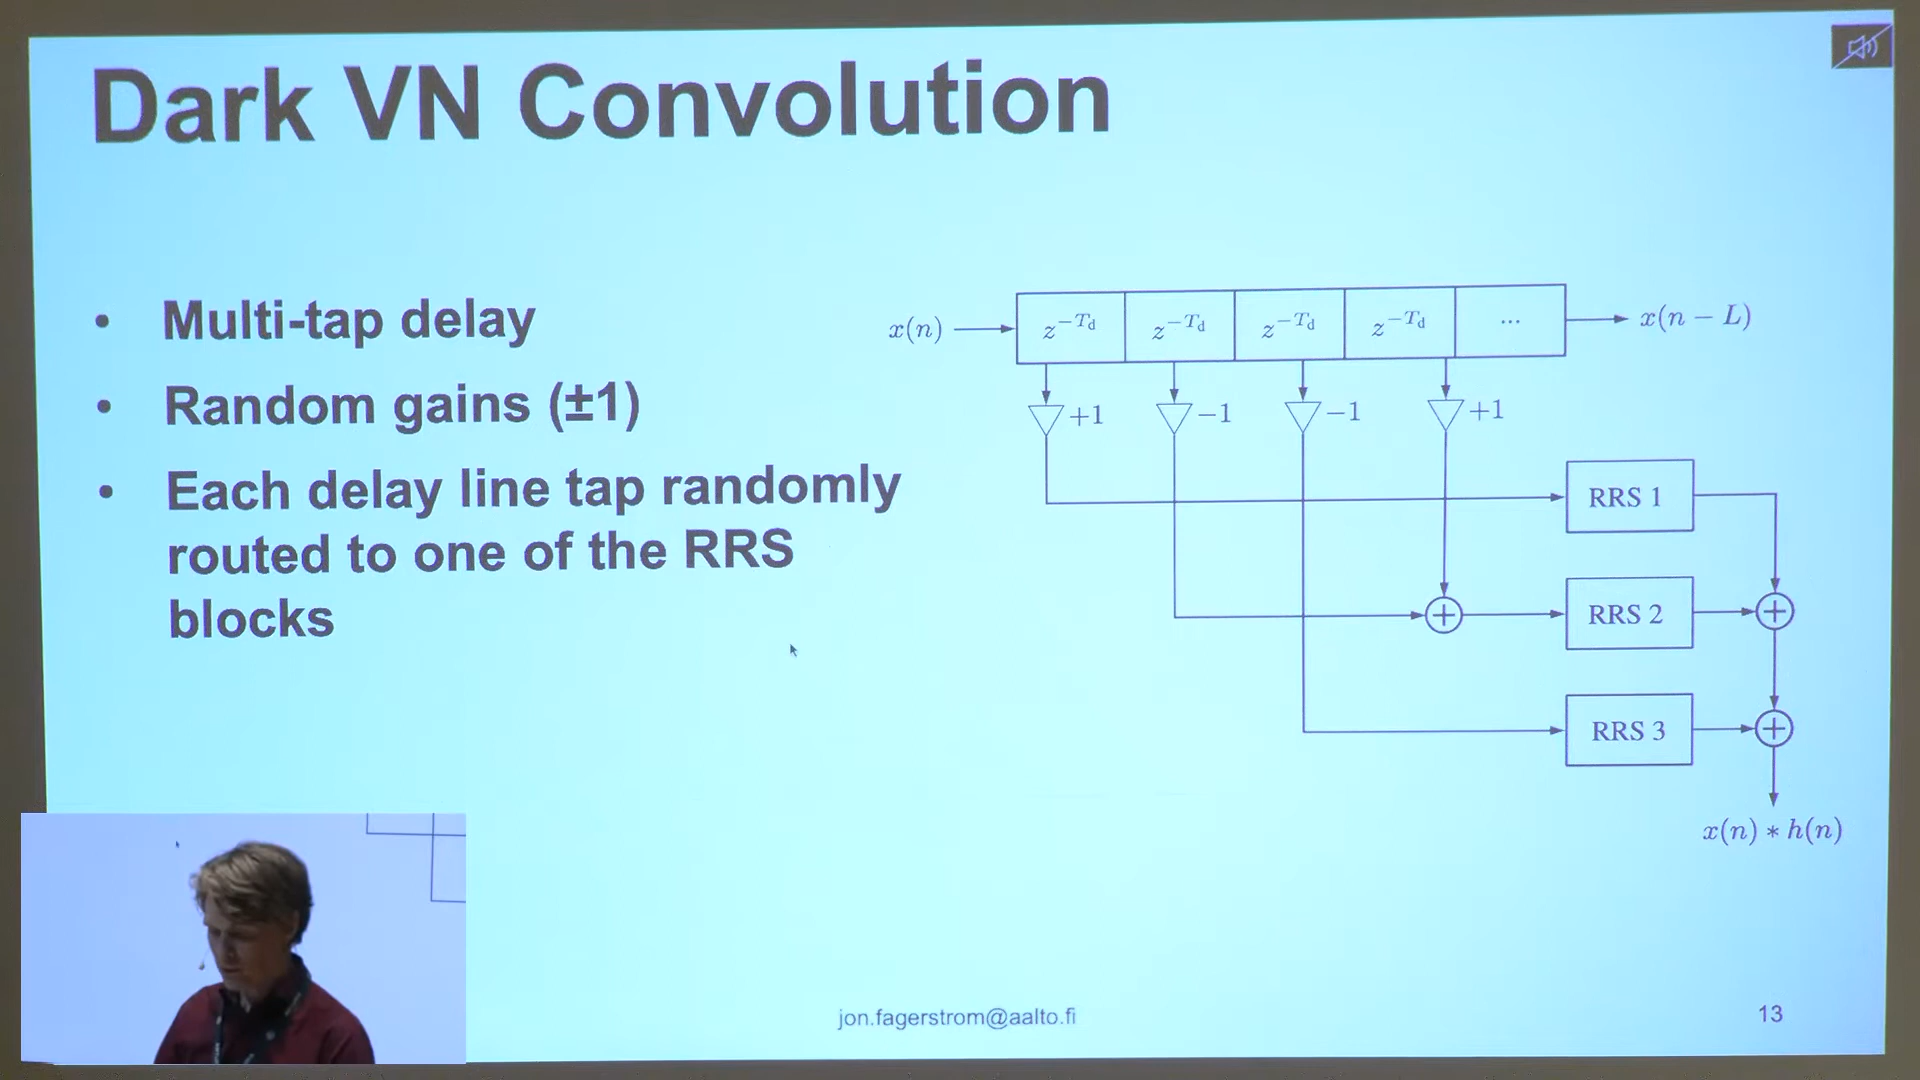 Dark VN Convolution
• Multi-tap delay
• Random gains (±1)
• Each delay line tap randomly
routed to one of the RRS
blocks
x(n)
z^{-T_d} z^{-T_d} z^{-T_d} z^{-T_d} ...
x(n − L)
+1 −1 −1 +1
RRS 1
RRS 2
RRS 3
x(n) ∗ h(n)
jon.fagerstrom@aalto.fi
13